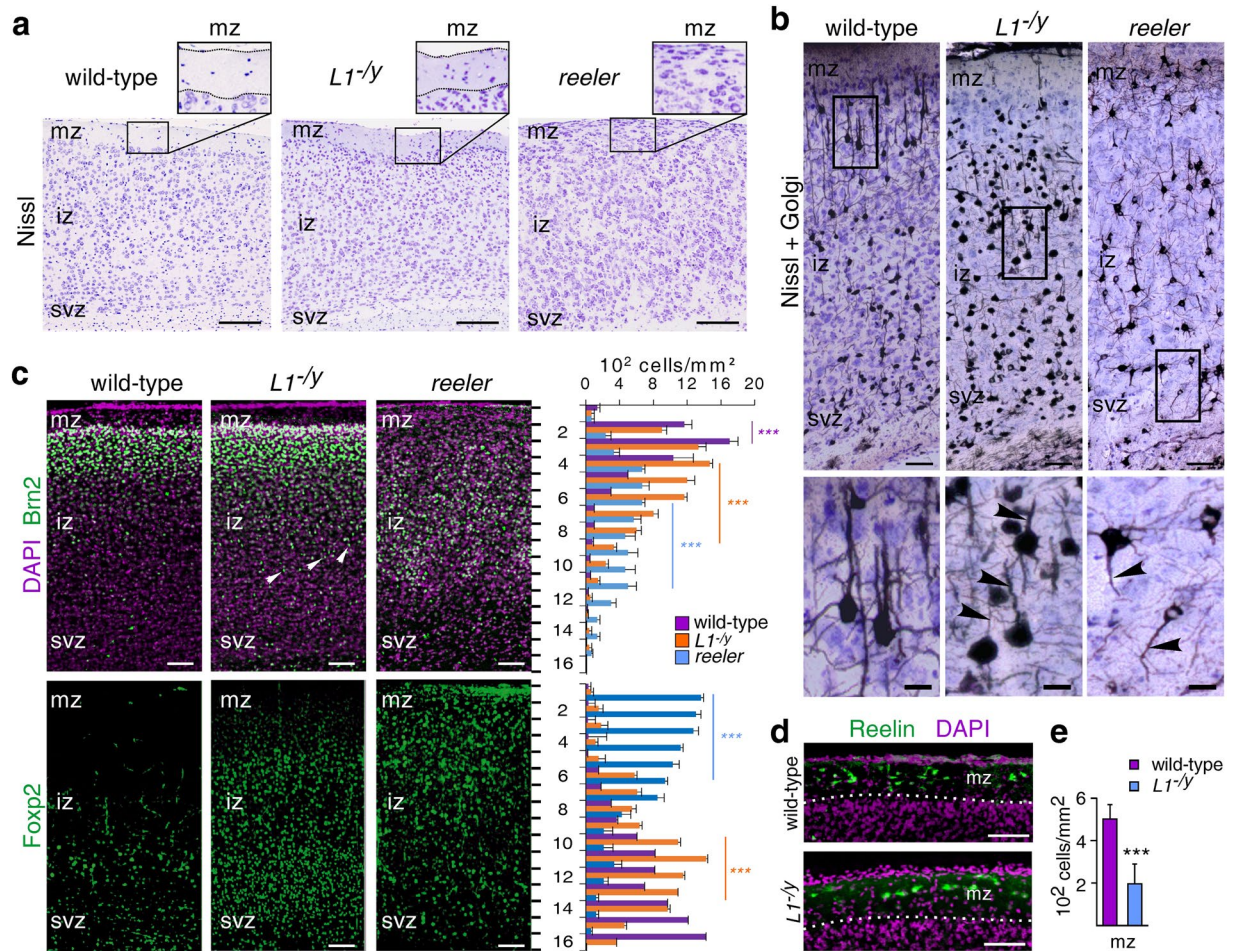 a
mz
mz
mz
wild-type
L1-/y
reeler
mz
mz
mz
iz
iz
iz
svz
svz
svz
Nissl
b
wild-type
L1-/y
reeler
mz
mz
mz
iz
iz
iz
svz
svz
svz
Nissl + Golgi
c
wild-type
L1-/y
reeler
mz
mz
mz
iz
iz
iz
svz
svz
svz
DAPI Brn2
10² cells/mm²
0 4 8 12 16 20
2
4
6
8
10
12
14
16
***
***
***
wild-type
L1-/y
reeler
mz
mz
mz
iz
iz
iz
svz
svz
svz
Foxp2
2
4
6
8
10
12
14
16
***
***
d
Reelin DAPI
wild-type
mz
L1-/y
mz
e
wild-type
L1-/y
10² cells/mm²
6
4
2
***
mz